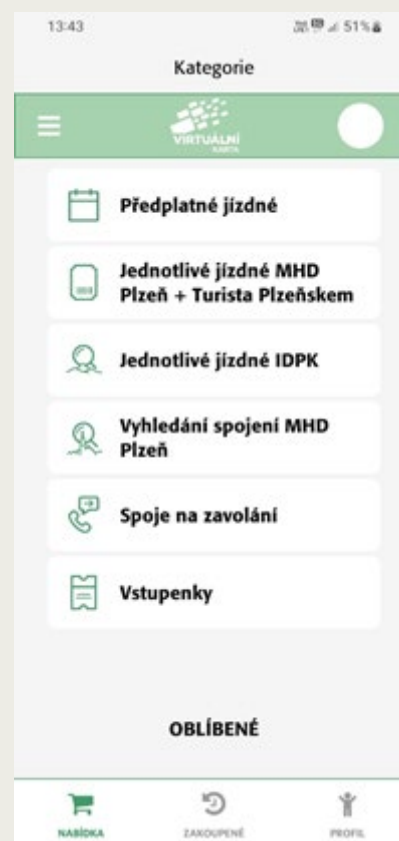 13:43
51%
Kategorie
VIRTUÁLNÍ
KARTA
Předplatné jízdné
Jednotlivé jízdné MHD
Plzeň + Turista Plzeňskem
Jednotlivé jízdné IDPK
Vyhledání spojení MHD
Plzeň
Spoje na zavolání
Vstupenky
OBLÍBENÉ
NABÍDKA
ZAKOUPENÉ
PROFIL